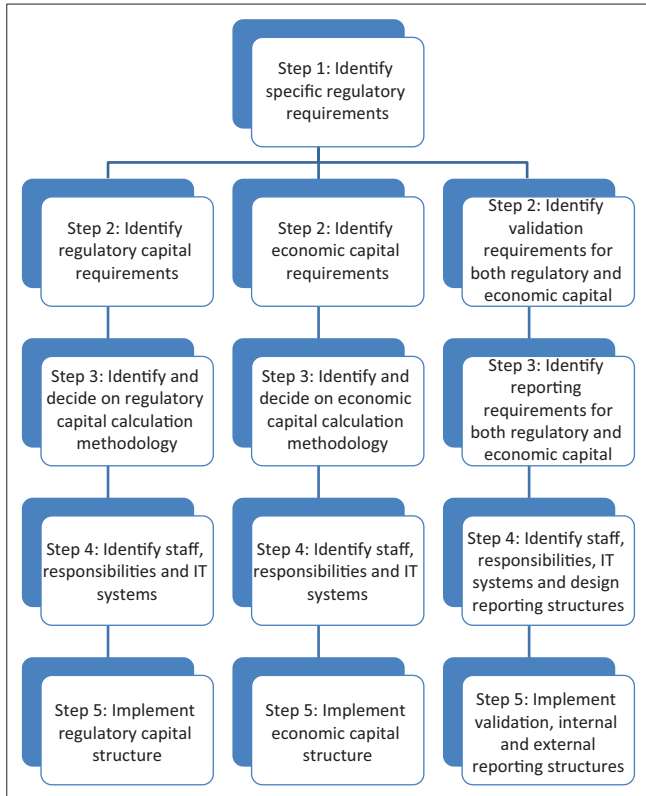 Step 1: Identify
specific regulatory
requirements
Step 2: Identify
regulatory capital
requirements
Step 2: Identify
economic capital
requirements
Step 2: Identify
validation
requirements for
both regulatory and
economic capital
Step 3: Identify and
decide on regulatory
capital calculation
methodology
Step 3: Identify and
decide on economic
capital calculation
methodology
Step 3: Identify
reporting
requirements for
both regulatory and
economic capital
Step 4: Identify staff,
responsibilities and IT
systems
Step 4: Identify staff,
responsibilities and IT
systems
Step 4: Identify staff,
responsibilities, IT
systems and design
reporting structures
Step 5: Implement
regulatory capital
structure
Step 5: Implement
economic capital
structure
Step 5: Implement
validation, internal
and external
reporting structures